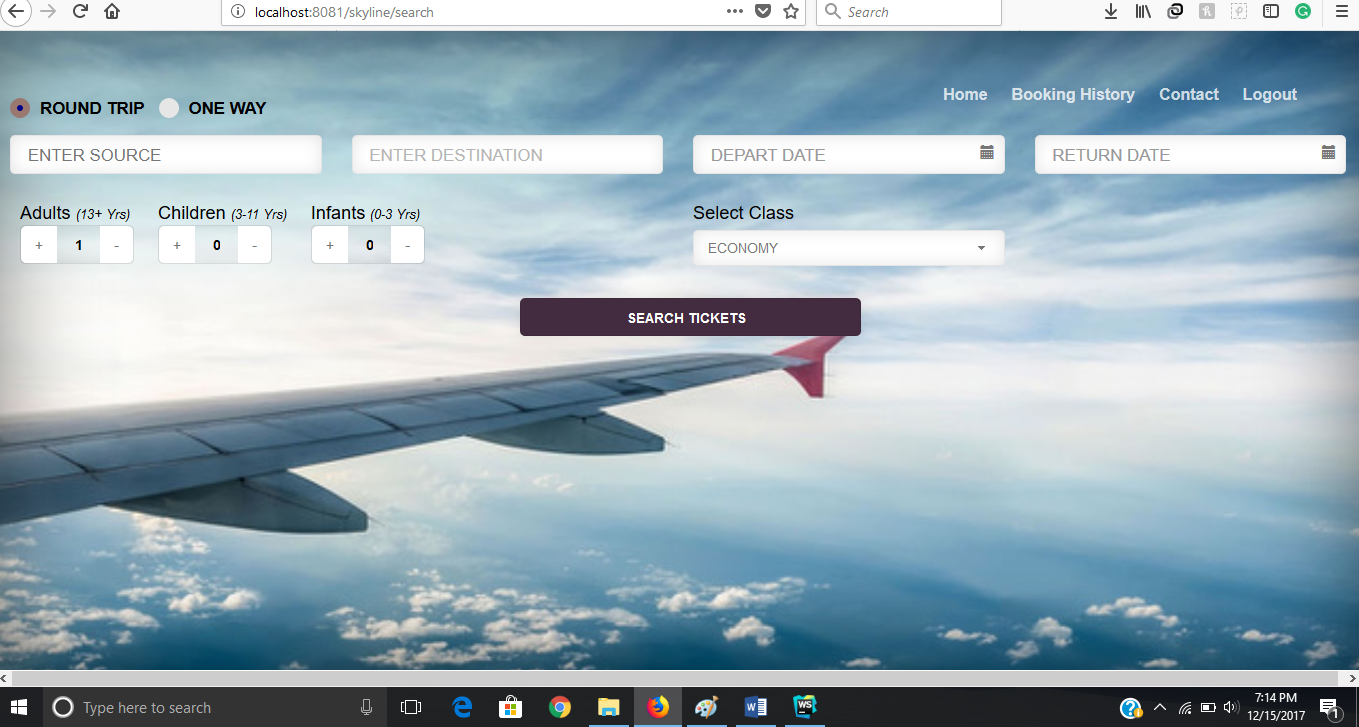 localhost:8081/skyline/search
Search
Home Booking History Contact Logout
ROUND TRIP ONE WAY
ENTER SOURCE ENTER DESTINATION DEPART DATE RETURN DATE
Adults (13+ Yrs) Children (3-11 Yrs) Infants (0-3 Yrs) Select Class
+ 1 - + 0 - + 0 - ECONOMY
SEARCH TICKETS
Type here to search
W
WS
7:14 PM
12/15/2017
1